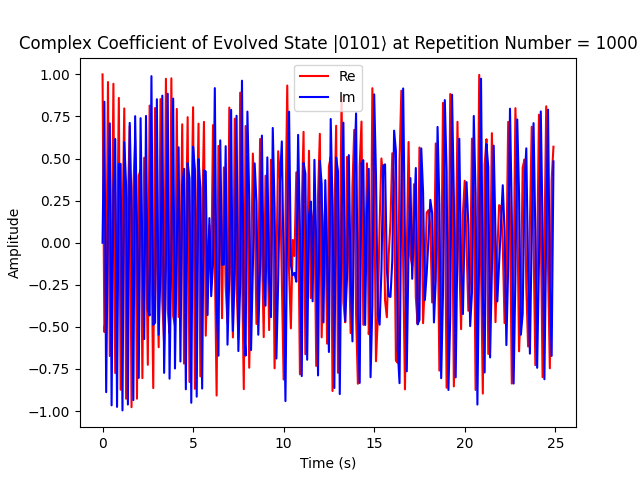 Complex Coefficient of Evolved State |0101⟩ at Repetition Number = 1000
Re
Im
1.00
0.75
0.50
0.25
0.00
−0.25
−0.50
−0.75
−1.00
Amplitude
0 5 10 15 20 25
Time (s)